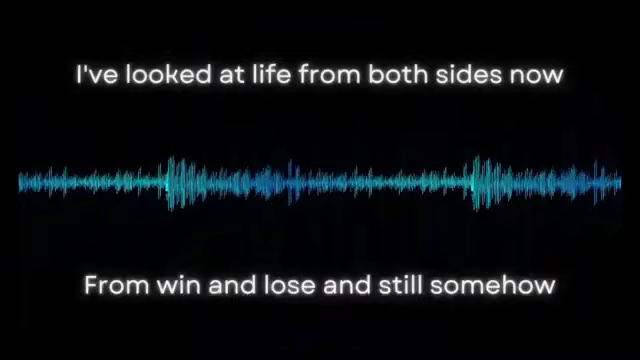 I've looked at life from both sides now
From win and lose and still somehow